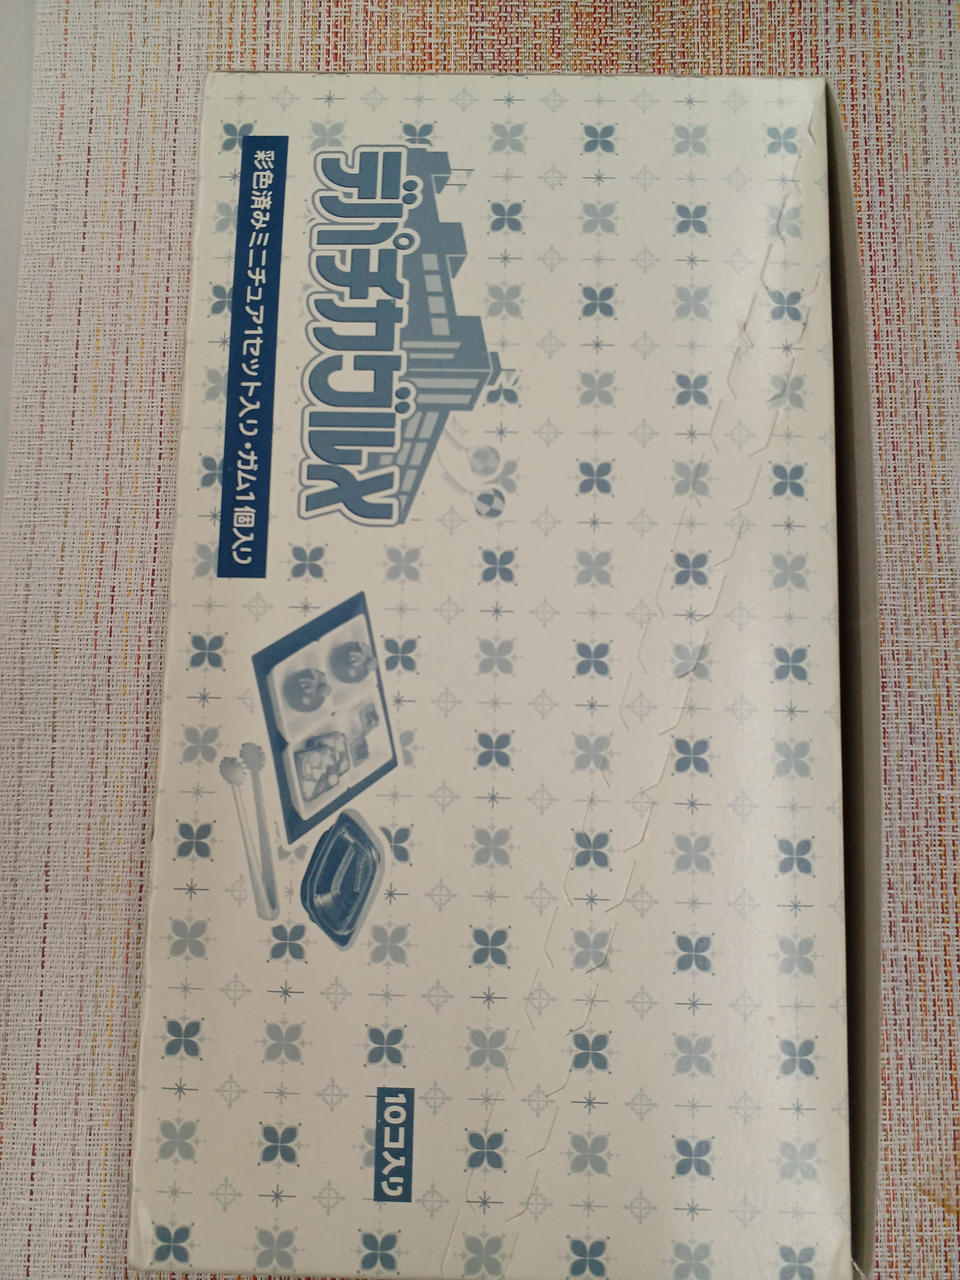 デパチカグルメ
彩色済みミニチュア1セット入り・ガム1個入り
10コ入り